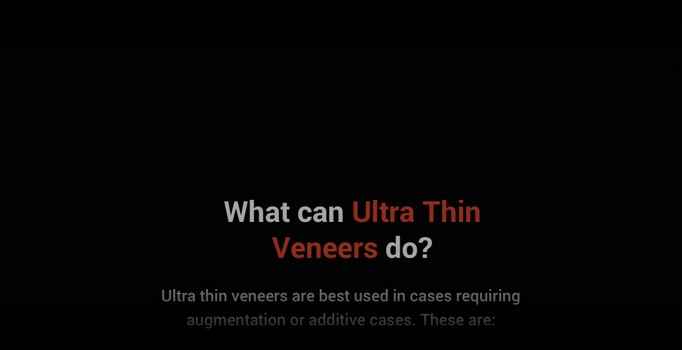 What can Ultra Thin
Veneers do?
Ultra thin veneers are best used in cases requiring
augmentation or additive cases. These are: